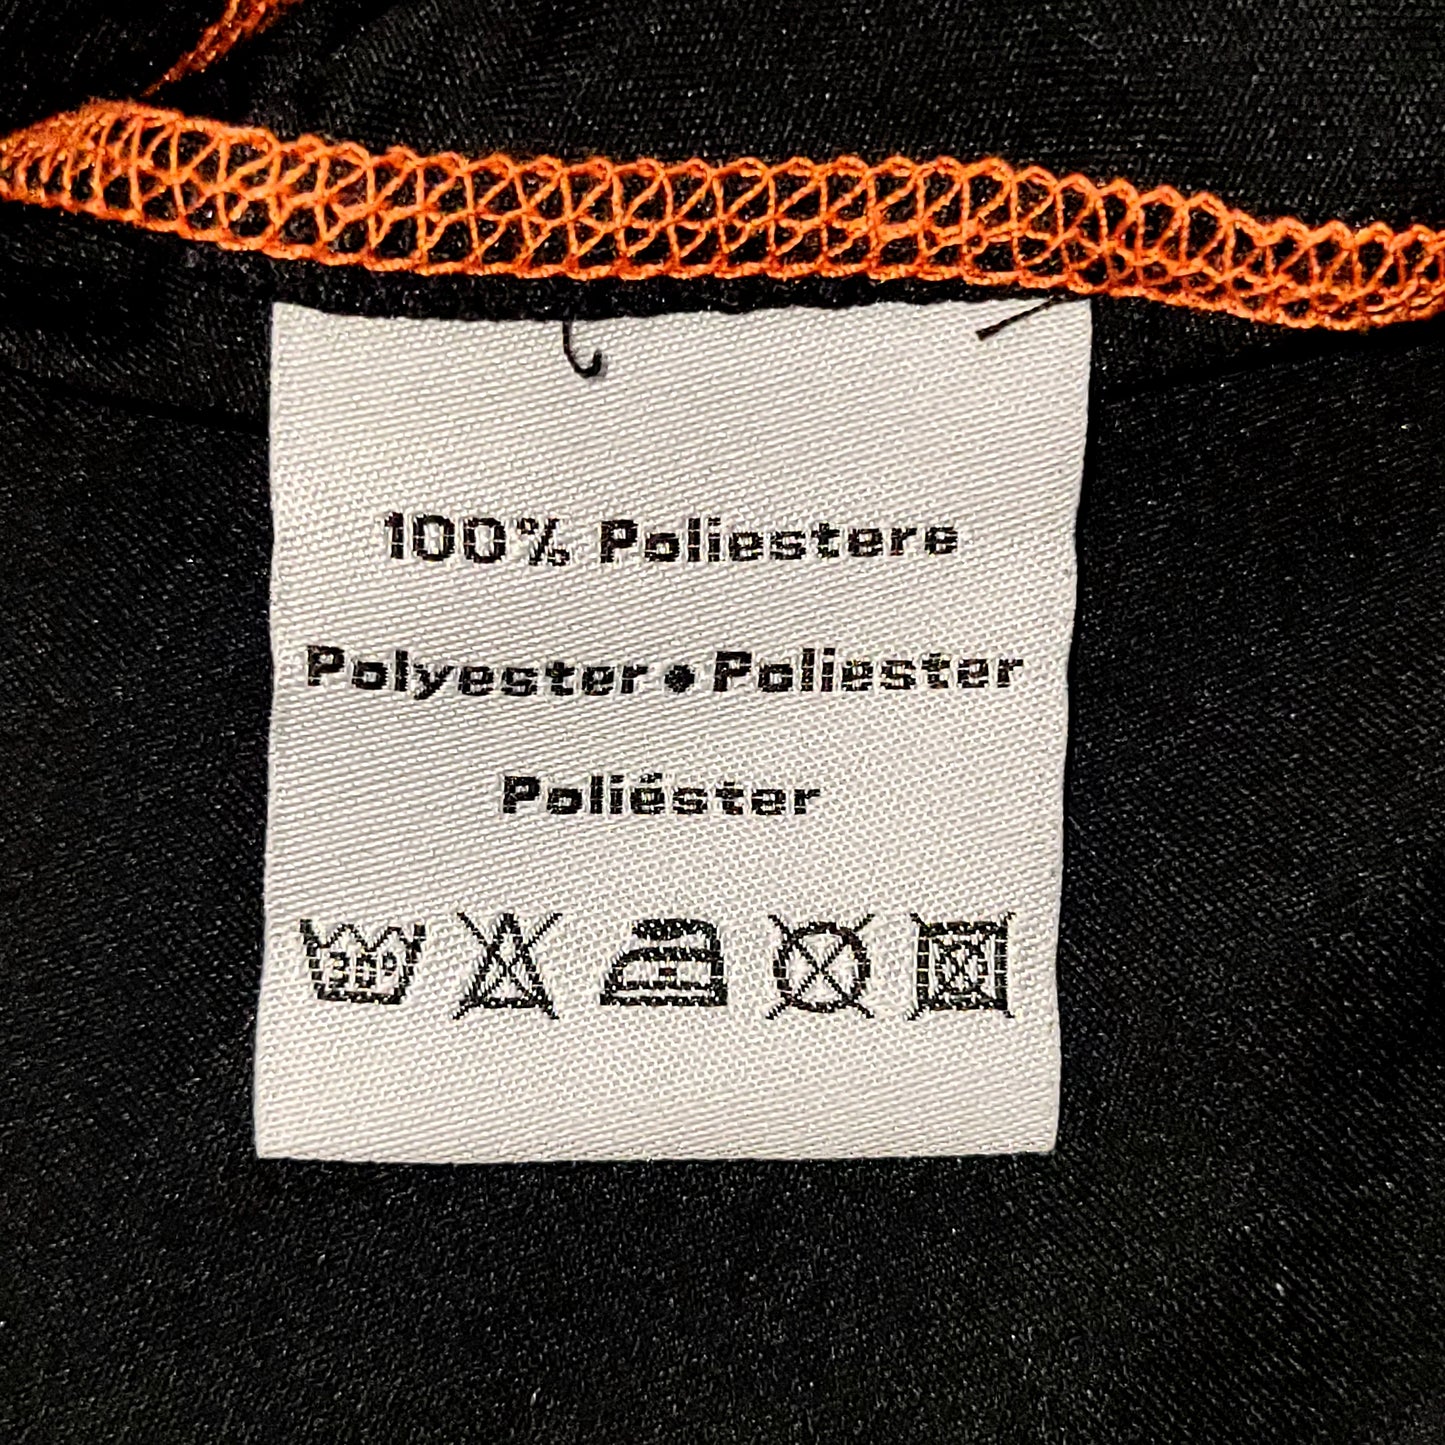 100% Poliestere
Polyester • Poliester
Poliéster
30°